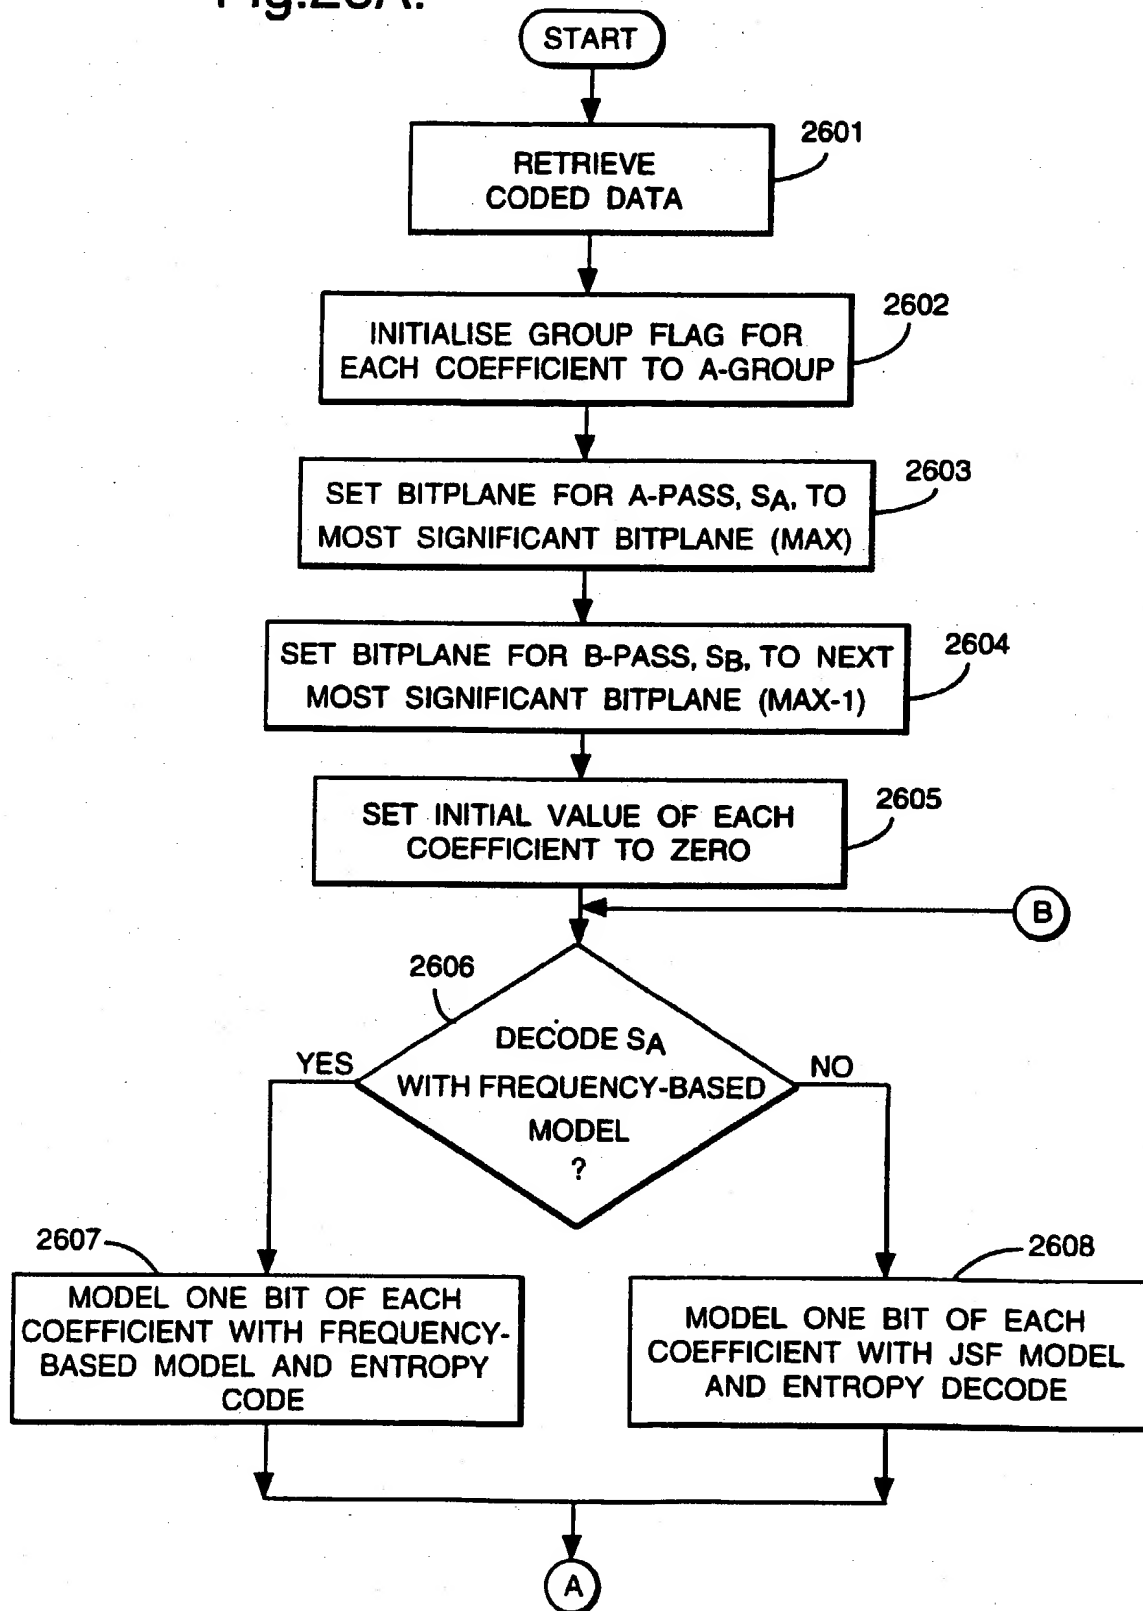 START
2601
RETRIEVE
CODED DATA
2602
INITIALISE GROUP FLAG FOR
EACH COEFFICIENT TO A-GROUP
2603
SET BITPLANE FOR A-PASS, SA, TO
MOST SIGNIFICANT BITPLANE (MAX)
2604
SET BITPLANE FOR B-PASS, SB, TO NEXT
MOST SIGNIFICANT BITPLANE (MAX-1)
2605
SET INITIAL VALUE OF EACH
COEFFICIENT TO ZERO
B
2606
DECODE SA
WITH FREQUENCY-BASED
MODEL
?
YES
NO
2607
MODEL ONE BIT OF EACH
COEFFICIENT WITH FREQUENCY-
BASED MODEL AND ENTROPY
CODE
2608
MODEL ONE BIT OF EACH
COEFFICIENT WITH JSF MODEL
AND ENTROPY DECODE
A